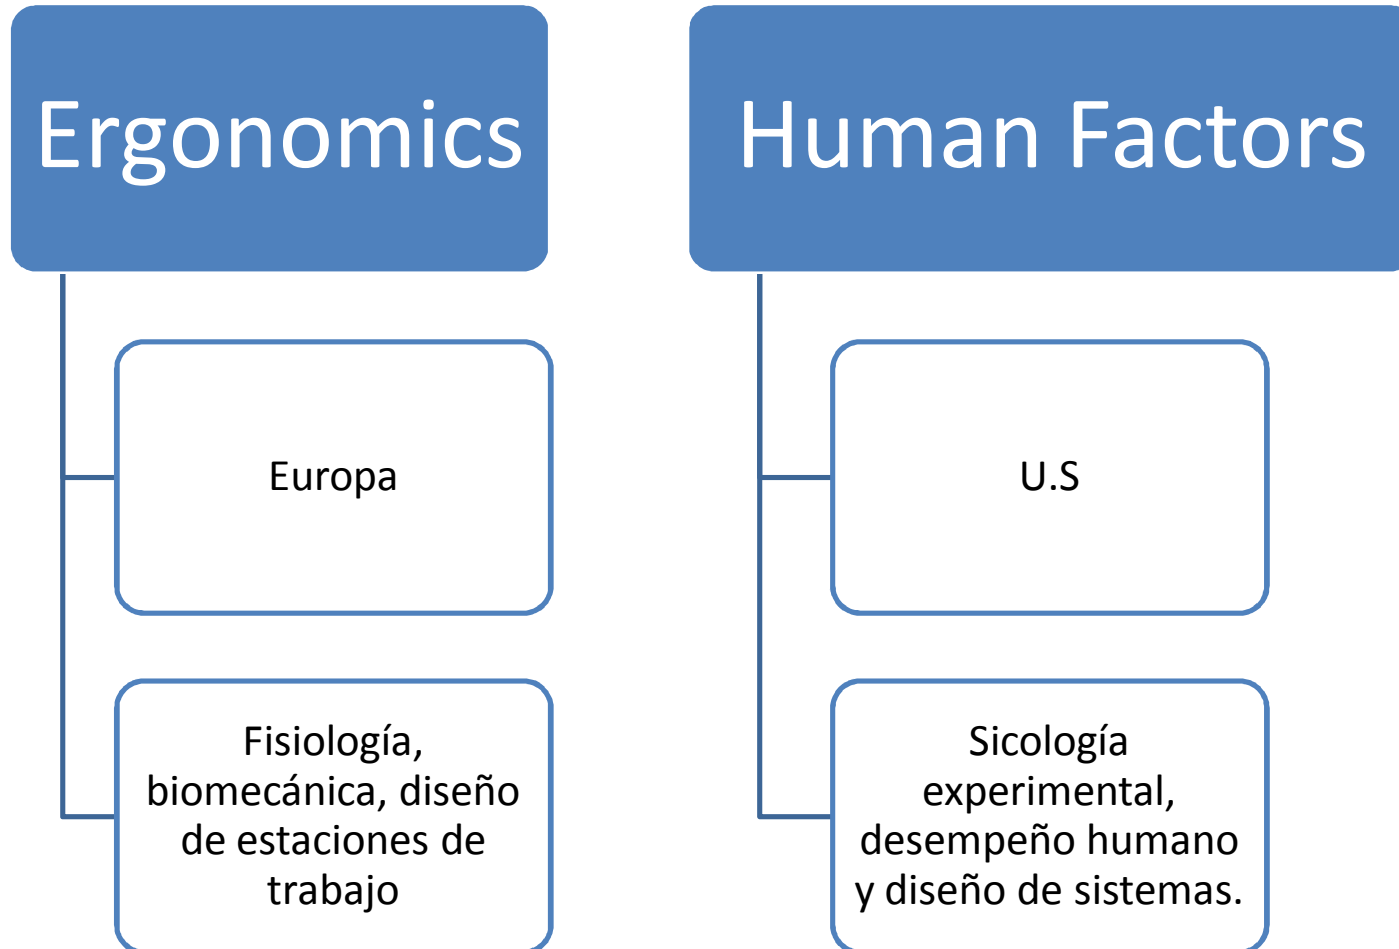 Ergonomics
Europa
Fisiología,
biomecánica, diseño
de estaciones de
trabajo
Human Factors
U.S
Sicología
experimental,
desempeño humano
y diseño de sistemas.